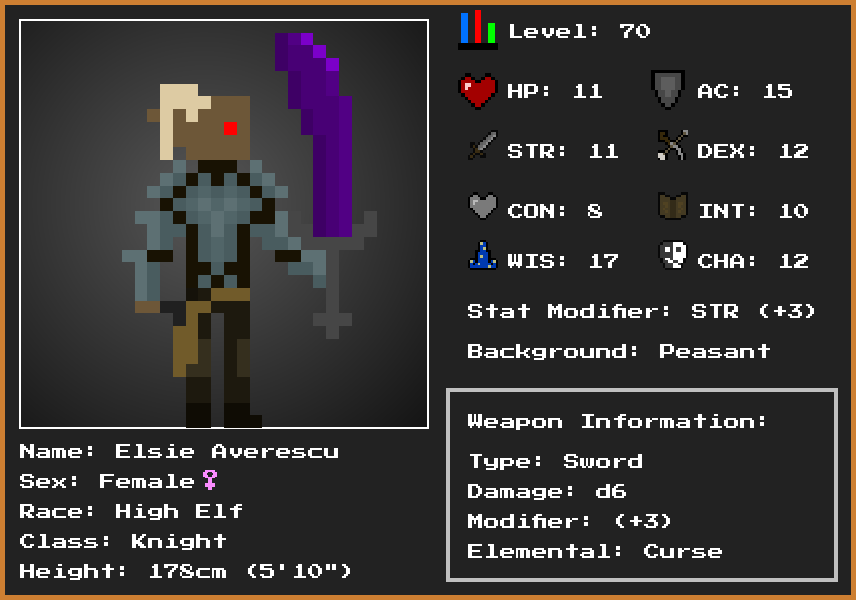 Level: 70
HP: 11
AC: 15
STR: 11
DEX: 12
CON: 8
INT: 10
WIS: 17
CHA: 12
Stat Modifier: STR (+3)
Background: Peasant
Name: Elsie Averescu
Sex: Female♀
Race: High Elf
Class: Knight
Height: 178cm (5'10")
Weapon Information:
Type: Sword
Damage: d6
Modifier: (+3)
Elemental: Curse